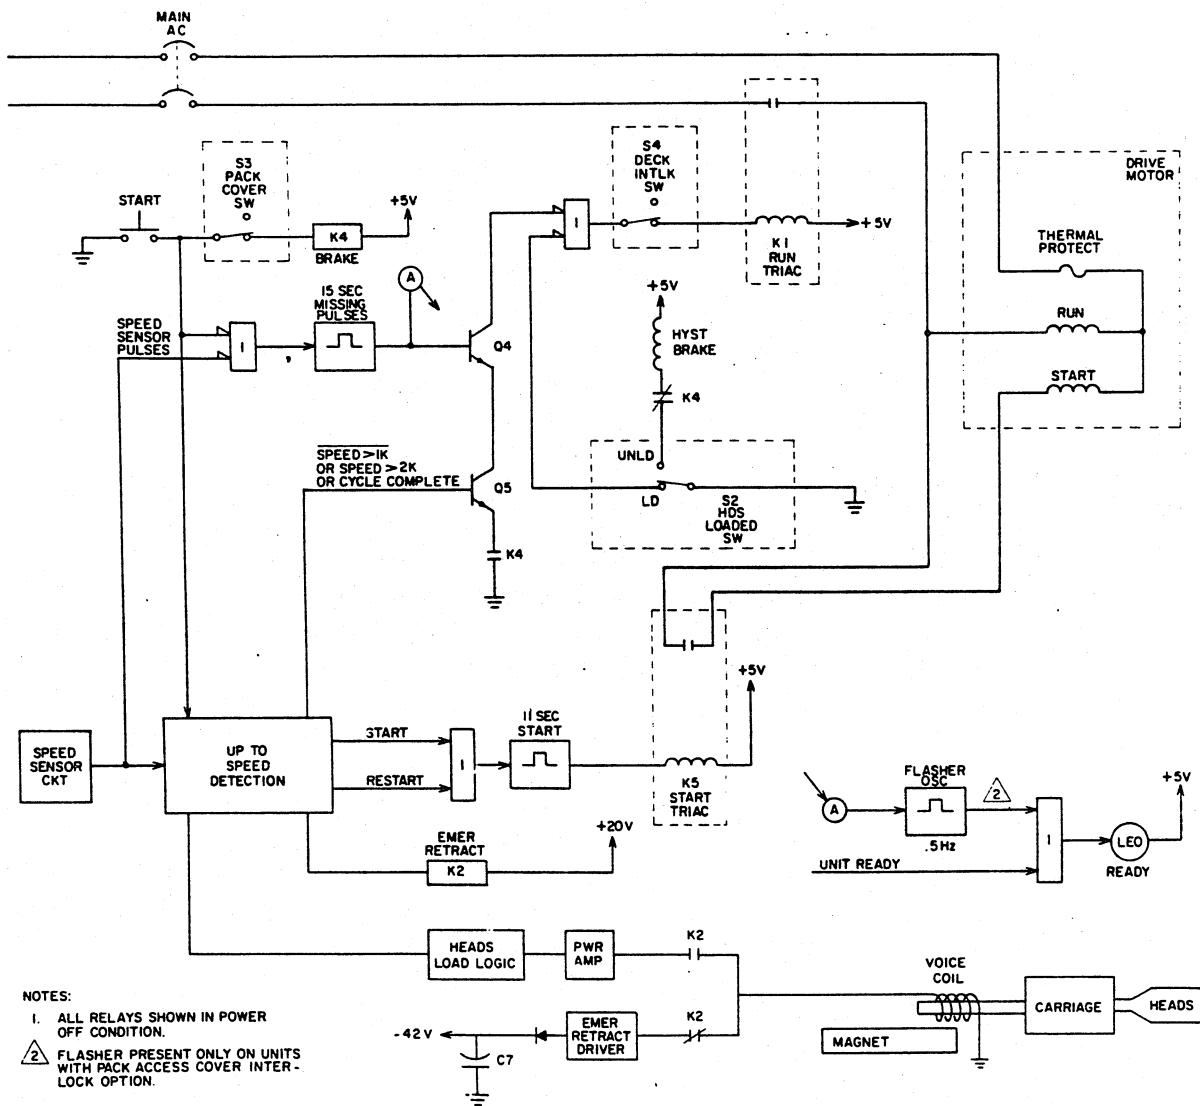 MAIN
AC
S3
PACK
COVER
SW
START
+5V
K4
BRAKE
S4
DECK
INTLK
SW
K1
RUN
TRIAC
+5V
DRIVE
MOTOR
THERMAL
PROTECT
RUN
START
A
15 SEC
MISSING
PULSES
SPEED
SENSOR
PULSES
I
I
Q4
+5V
HYST
BRAKE
K4
SPEED>1K
OR SPEED>2K
OR CYCLE COMPLETE
Q5
K4
UNLD
LD
S2
HDS
LOADED
SW
SPEED
SENSOR
CKT
UP TO
SPEED
DETECTION
START
RESTART
I
11 SEC
START
+5V
K5
START
TRIAC
EMER
RETRACT
K2
+20V
A
FLASHER
OSC
.5Hz
2
UNIT READY
I
LED
READY
+5V
HEADS
LOAD LOGIC
PWR
AMP
K2
VOICE
COIL
CARRIAGE
HEADS
MAGNET
-42V
C7
EMER
RETRACT
DRIVER
K2
NOTES:
1. ALL RELAYS SHOWN IN POWER
OFF CONDITION.
2 FLASHER PRESENT ONLY ON UNITS
WITH PACK ACCESS COVER INTER-
LOCK OPTION.